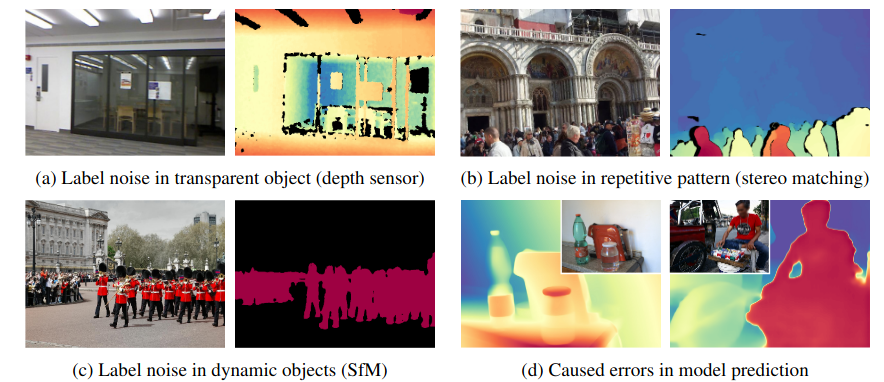 (a) Label noise in transparent object (depth sensor)
(b) Label noise in repetitive pattern (stereo matching)
(c) Label noise in dynamic objects (SfM)
(d) Caused errors in model prediction